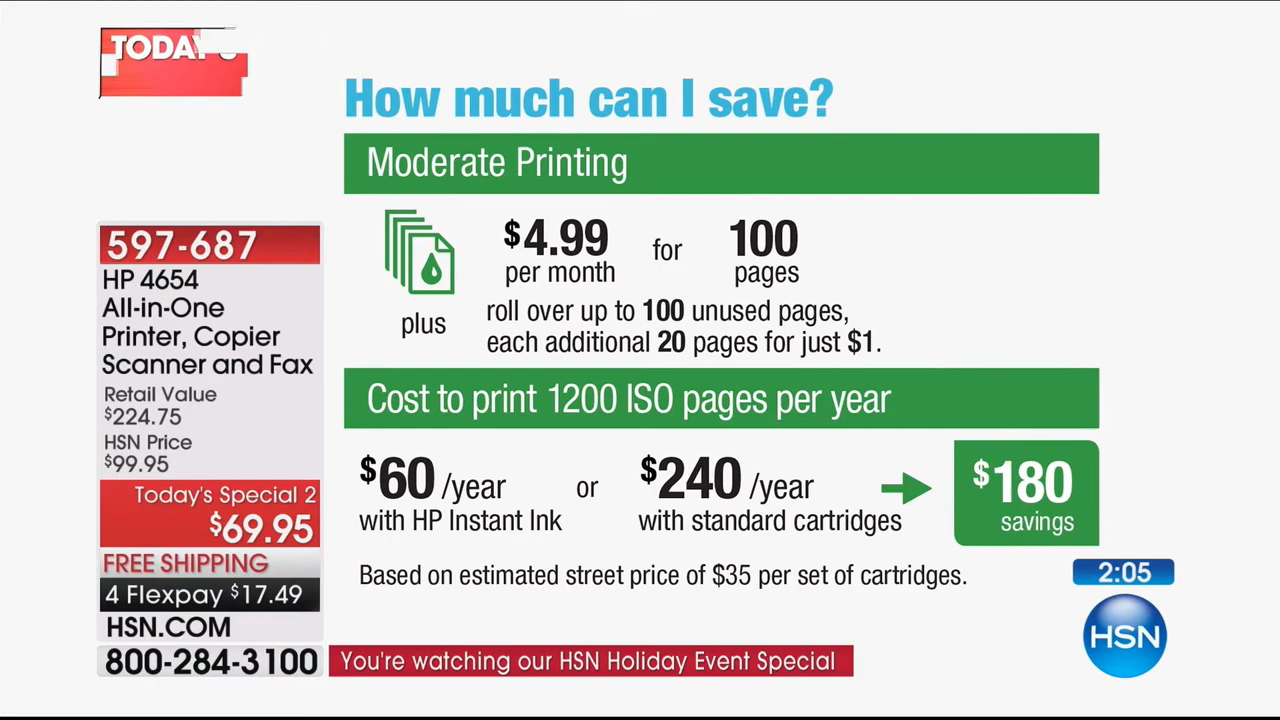 TODAY'S
How much can I save?
Moderate Printing
$4.99 per month for 100 pages
plus
roll over up to 100 unused pages,
each additional 20 pages for just $1.
Cost to print 1200 ISO pages per year
$60 /year or $240 /year $180
with HP Instant Ink with standard cartridges savings
Based on estimated street price of $35 per set of cartridges.
597-687
HP 4654
All-in-One
Printer, Copier
Scanner and Fax
Retail Value
$224.75
HSN Price
$99.95
Today's Special 2
$69.95
FREE SHIPPING
4 Flexpay $17.49
HSN.COM
800-284-3100
You're watching our HSN Holiday Event Special
2:05
HSN